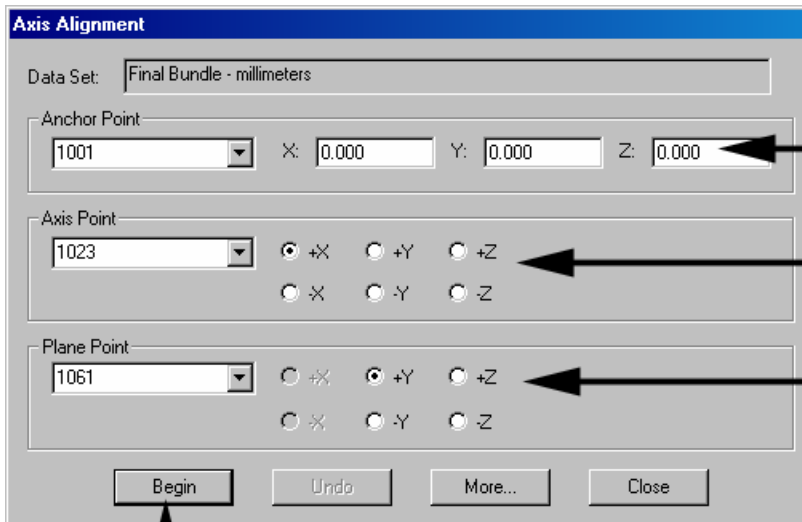 Axis Alignment
Data Set: Final Bundle - millimeters
Anchor Point
1001 X: 0.000 Y: 0.000 Z: 0.000
Axis Point
1023 +X +Y +Z
-X -Y -Z
Plane Point
1061 +X +Y +Z
-X -Y -Z
Begin Undo More... Close